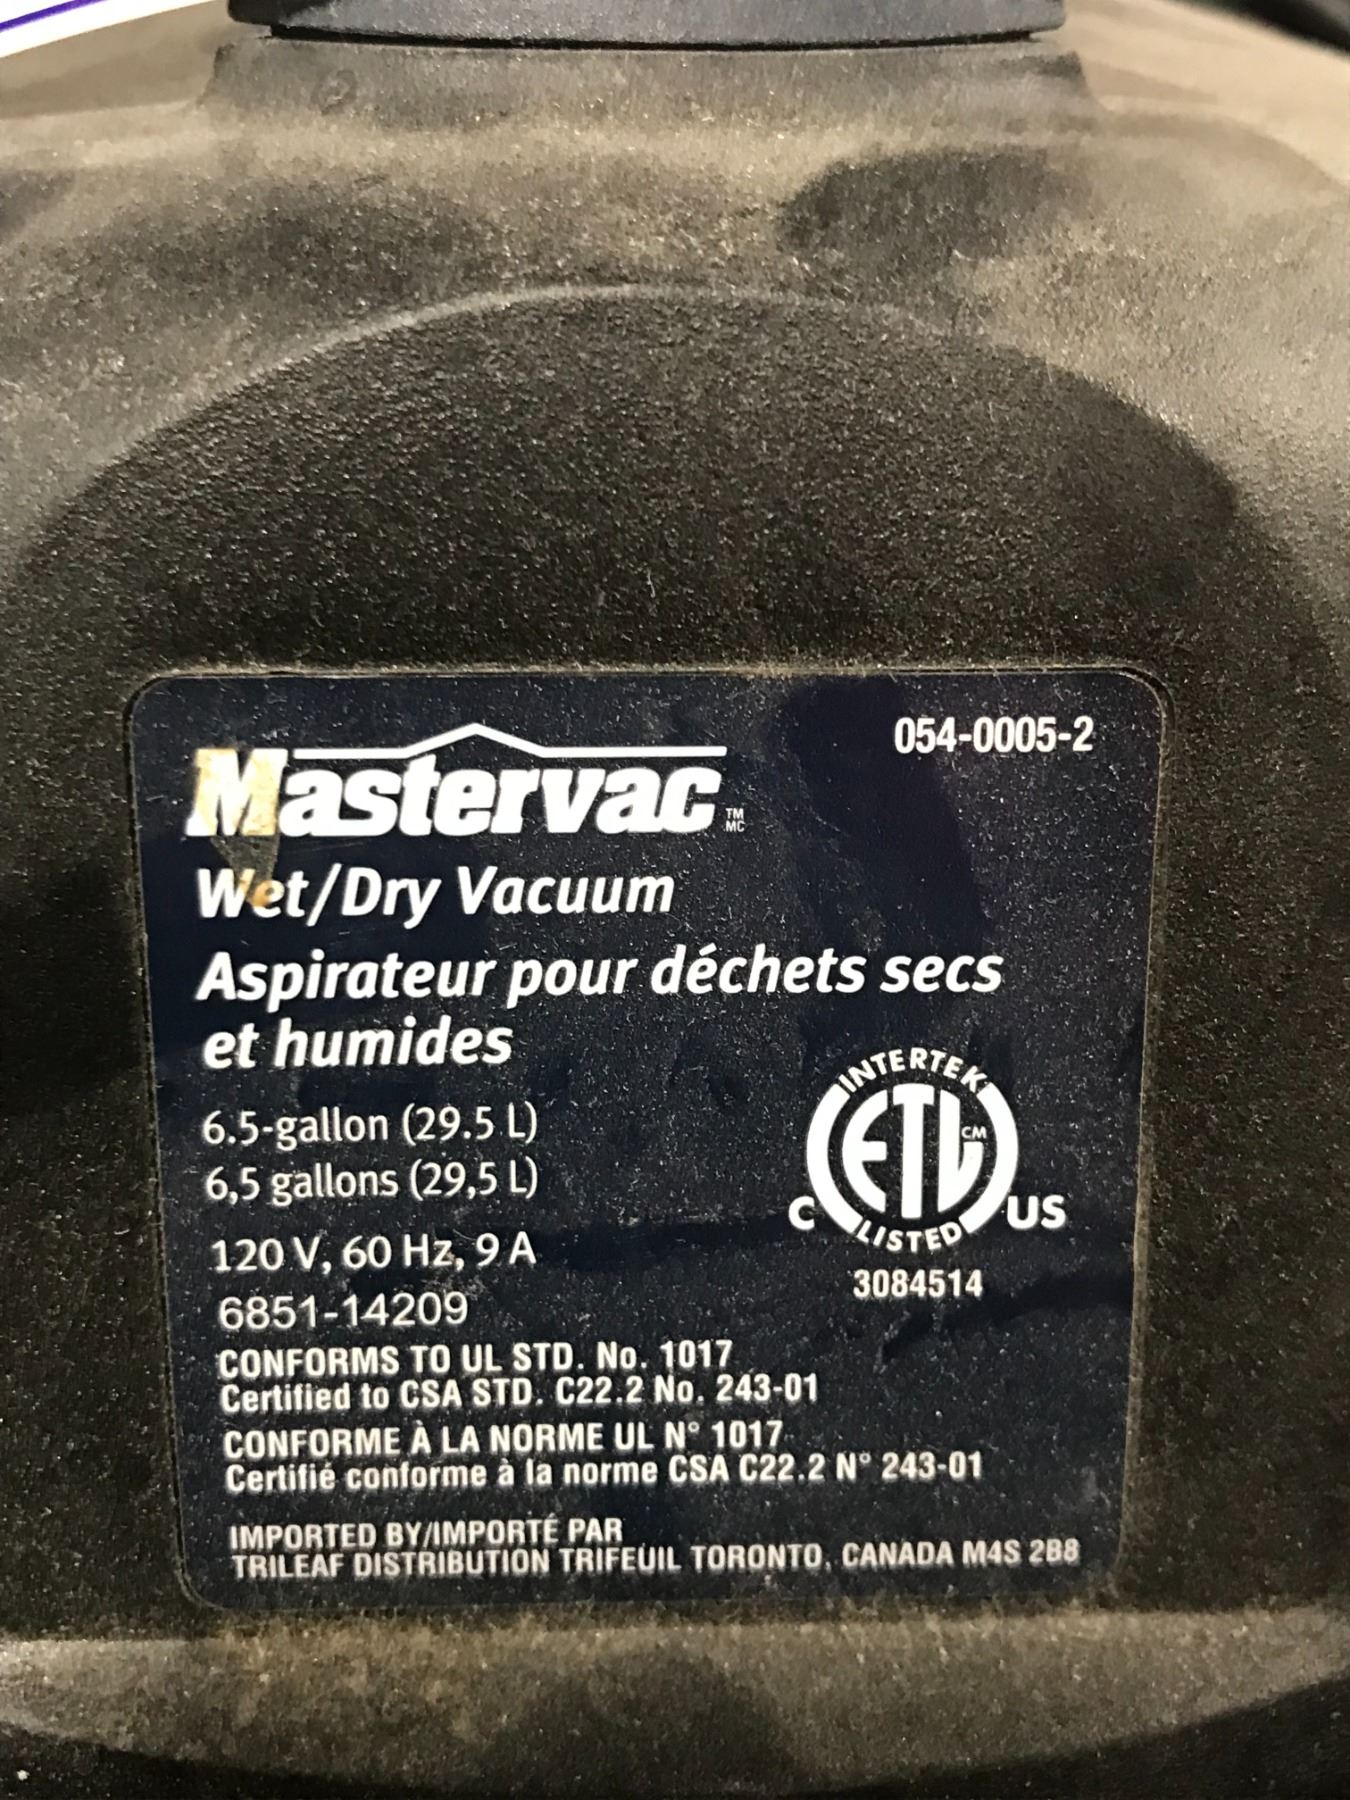 054-0005-2
Mastervac TM MC
Wet/Dry Vacuum
Aspirateur pour déchets secs
et humides
6.5-gallon (29.5 L)
6,5 gallons (29,5 L)
120 V, 60 Hz, 9 A
6851-14209
INTERTEK
ETL CM
C US
LISTED
3084514
CONFORMS TO UL STD. No. 1017
Certified to CSA STD. C22.2 No. 243-01
CONFORME À LA NORME UL N° 1017
Certifié conforme à la norme CSA C22.2 N° 243-01
IMPORTED BY/IMPORTÉ PAR
TRILEAF DISTRIBUTION TRIFEUIL TORONTO, CANADA M4S 2B8